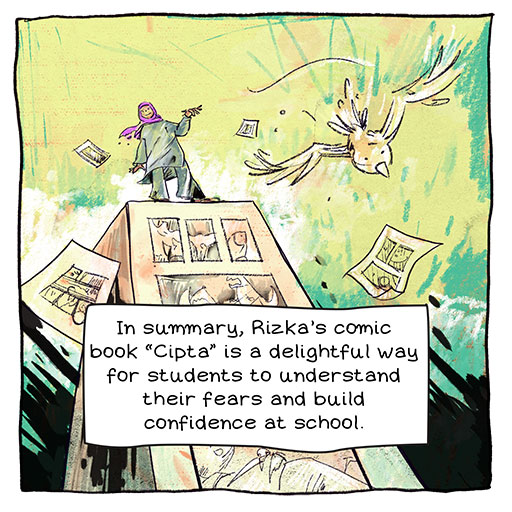 In summary, Rizka's comic
book "Cipta" is a delightful way
for students to understand
their fears and build
confidence at school.